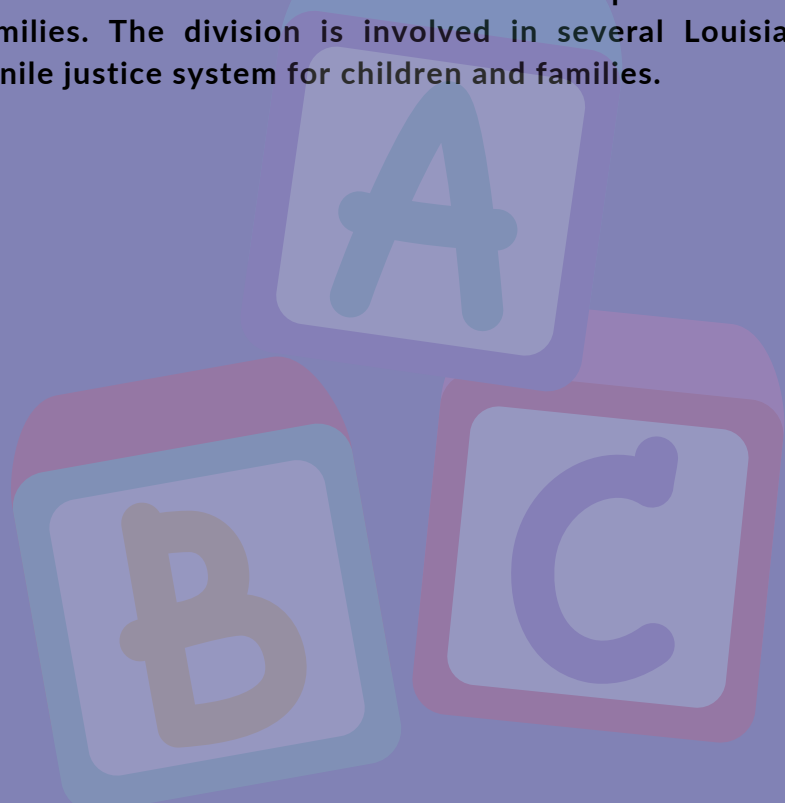 milies. The division is involved in several Louisia
nile justice system for children and families.
A
B
C